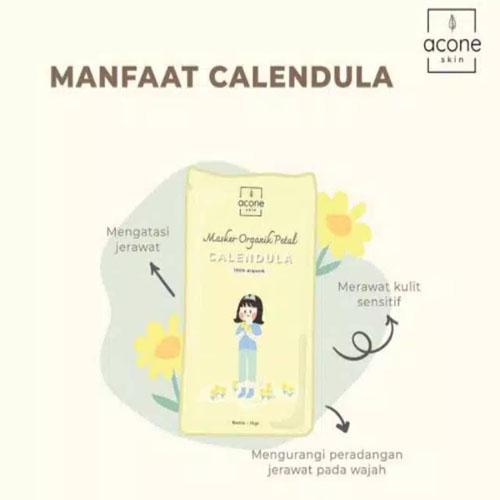 acone
skin
MANFAAT CALENDULA
acone
skin
Masker Organik Petal
CALENDULA
100% organik
Mengatasi
jerawat
Merawat kulit
sensitif
Mengurangi peradangan
jerawat pada wajah